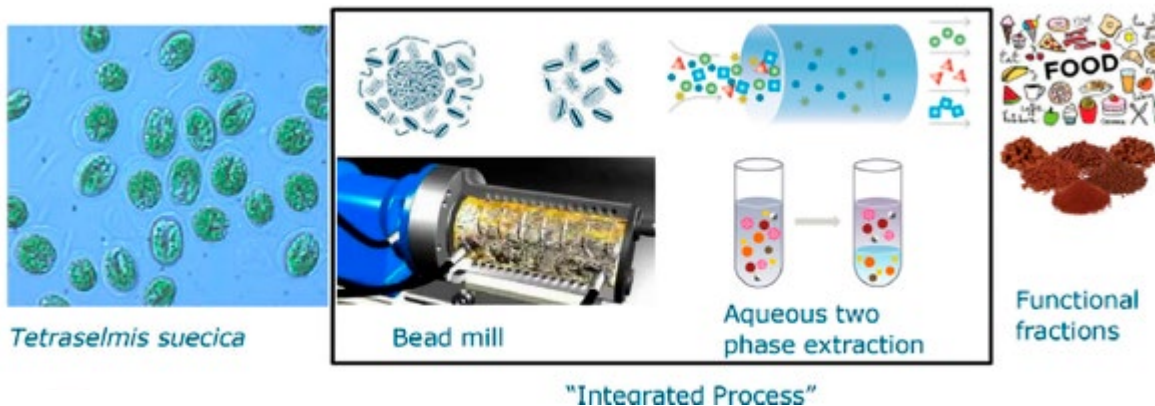 FOOD
Tetraselmis suecica
Bead mill
Aqueous two
phase extraction
Functional
fractions
"Integrated Process"